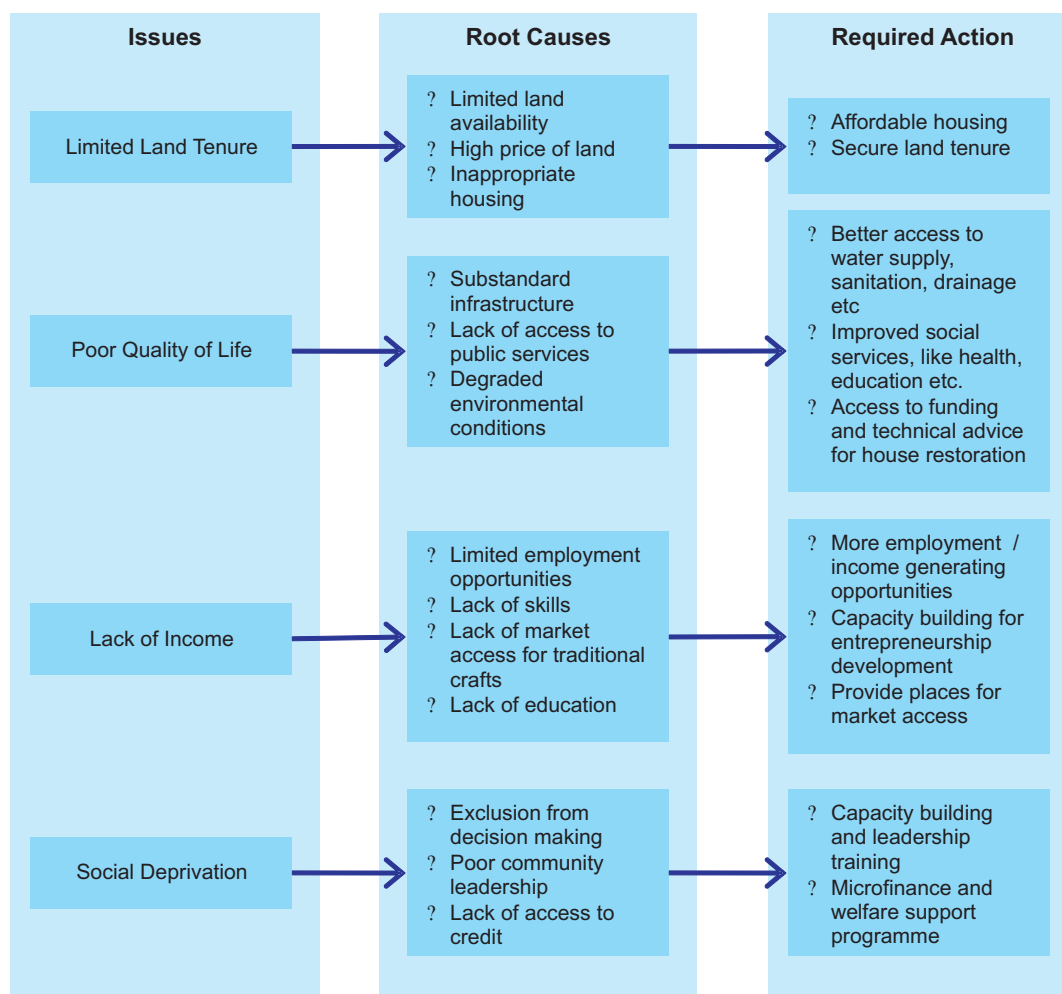 Issues
Root Causes
Required Action
Limited Land Tenure
? Limited land
availability
? High price of land
? Inappropriate
housing
? Affordable housing
? Secure land tenure
Poor Quality of Life
? Substandard
infrastructure
? Lack of access to
public services
? Degraded
environmental
conditions
? Better access to
water supply,
sanitation, drainage
etc
? Improved social
services, like health,
education etc.
? Access to funding
and technical advice
for house restoration
Lack of Income
? Limited employment
opportunities
? Lack of skills
? Lack of market
access for traditional
crafts
? Lack of education
? More employment /
income generating
opportunities
? Capacity building for
entrepreneurship
development
? Provide places for
market access
Social Deprivation
? Exclusion from
decision making
? Poor community
leadership
? Lack of access to
credit
? Capacity building
and leadership
training
? Microfinance and
welfare support
programme